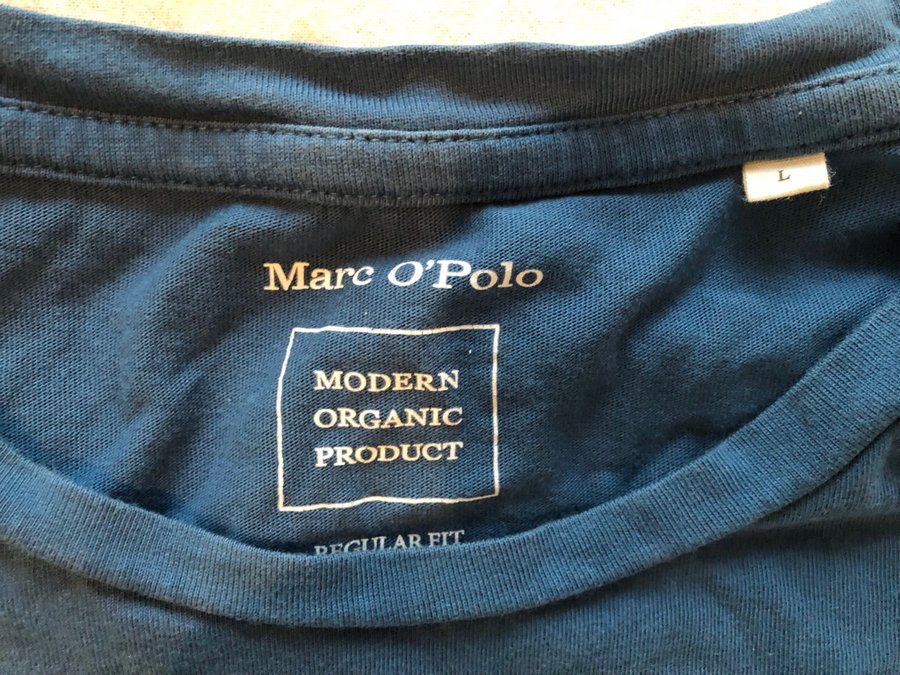 L
Marc O'Polo
MODERN
ORGANIC
PRODUCT
REGULAR FIT